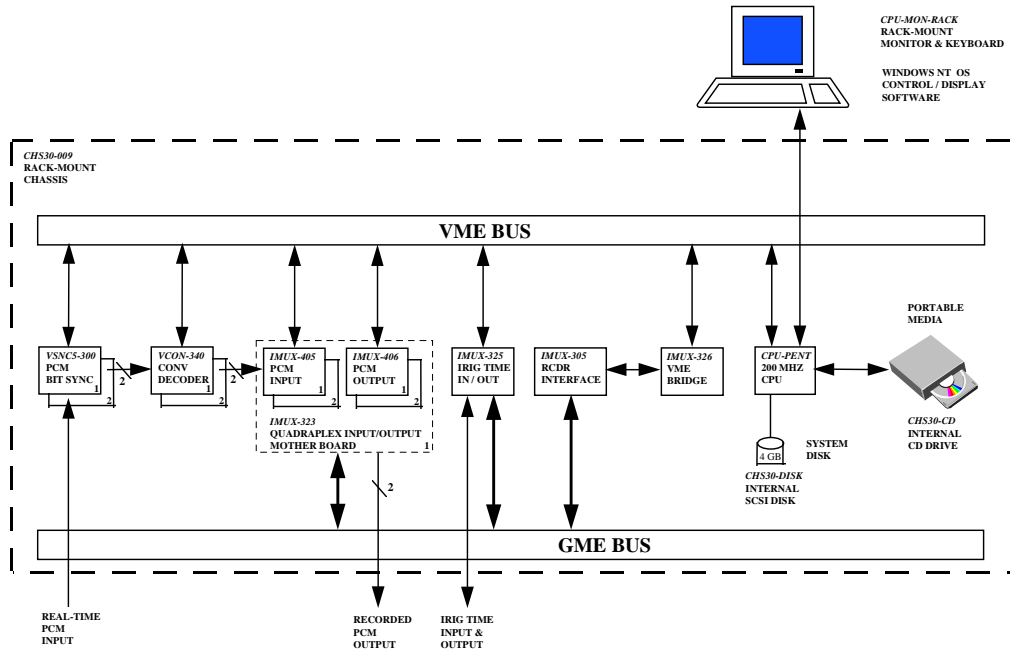 CPU-MON-RACK
RACK-MOUNT
MONITOR & KEYBOARD
WINDOWS NT OS
CONTROL / DISPLAY
SOFTWARE
CHS30-009
RACK-MOUNT
CHASSIS
VME BUS
VSNC5-300
PCM
BIT SYNC
1
2
2
VCON-340
CONV
DECODER
1
2
2
IMUX-405
PCM
INPUT
1
2
IMUX-406
PCM
OUTPUT
1
2
IMUX-323
QUADRAPLEX INPUT/OUTPUT
MOTHER BOARD
1
IMUX-325
IRIG TIME
IN / OUT
IMUX-305
RCDR
INTERFACE
IMUX-326
VME
BRIDGE
CPU-PENT
200 MHZ
CPU
PORTABLE
MEDIA
CHS30-CD
INTERNAL
CD DRIVE
4 GB
SYSTEM
DISK
CHS30-DISK
INTERNAL
SCSI DISK
2
GME BUS
REAL-TIME
PCM
INPUT
RECORDED
PCM
OUTPUT
IRIG TIME
INPUT &
OUTPUT